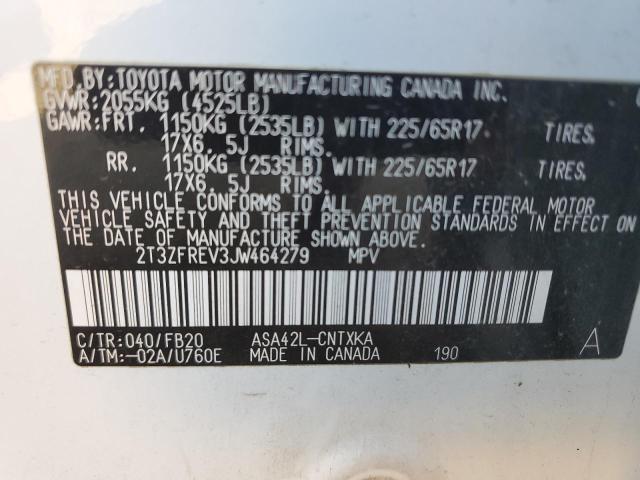 MFD.BY:TOYOTA MOTOR MANUFACTURING CANADA INC.
GVWR:2055KG (4525LB)
GAWR:FRT. 1150KG (2535LB) WITH 225/65R17 TIRES.
17X6. 5J RIMS.
RR. 1150KG (2535LB) WITH 225/65R17 TIRES.
17X6. 5J RIMS.
THIS VEHICLE CONFORMS TO ALL APPLICABLE FEDERAL MOTOR
VEHICLE SAFETY AND THEFT PREVENTION STANDARDS IN EFFECT ON
THE DATE OF MANUFACTURE SHOWN ABOVE.
2T3ZFREV3JW464279 MPV
C/TR:040/FB20 ASA42L-CNTXKA
A/TM:-02A/U760E MADE IN CANADA 190 A